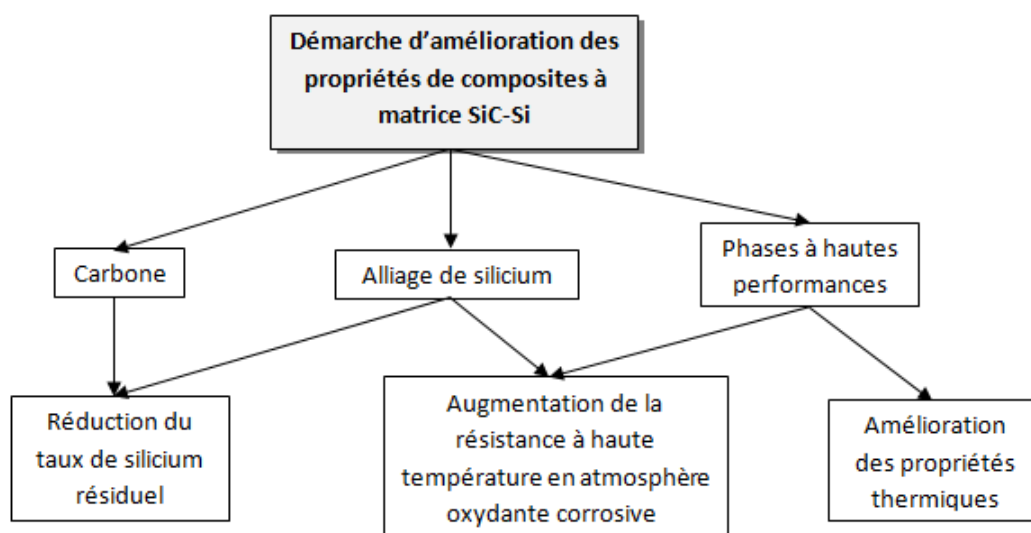 Démarche d'amélioration des
propriétés de composites à
matrice SiC-Si
Carbone
Alliage de silicium
Phases à hautes
performances
Réduction du
taux de silicium
résiduel
Augmentation de la
résistance à haute
température en atmosphère
oxydante corrosive
Amélioration
des propriétés
thermiques